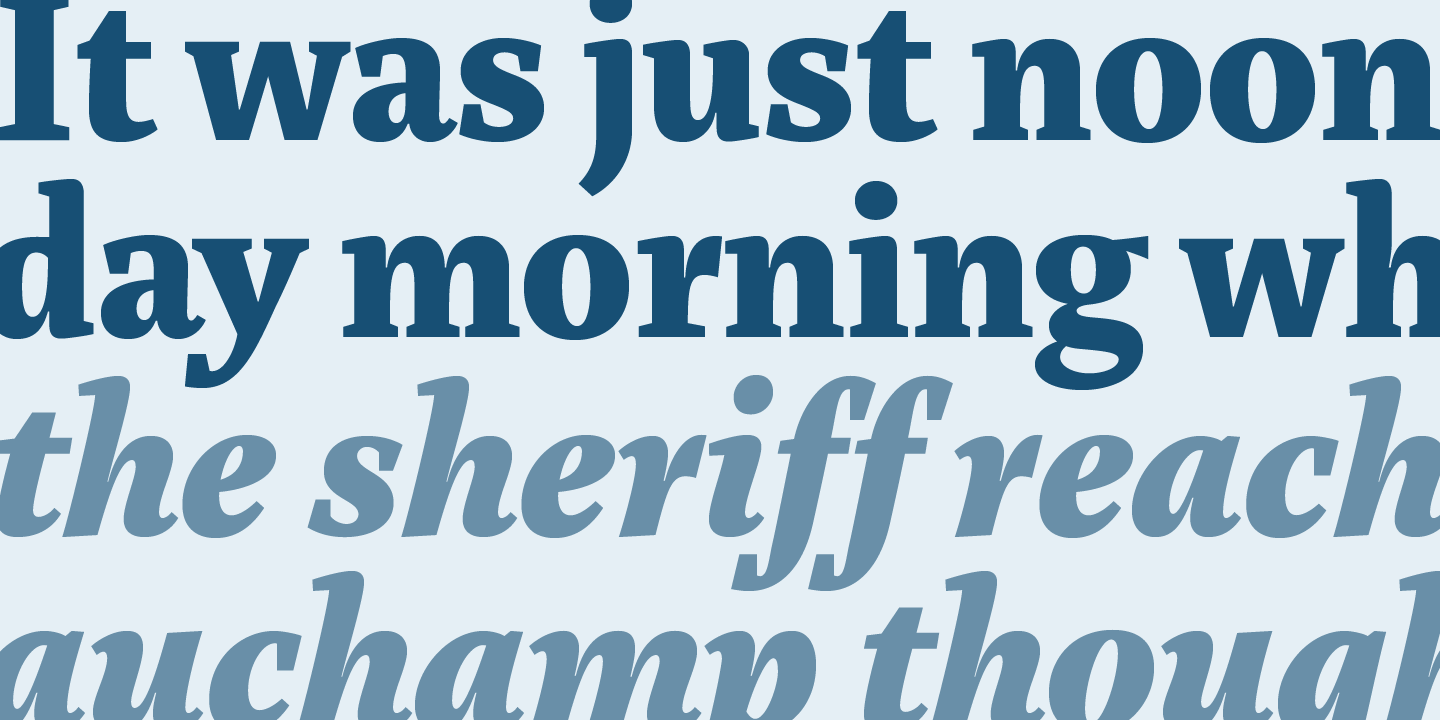 It was just noon
day morning wh
the sheriff reach
auchamp though